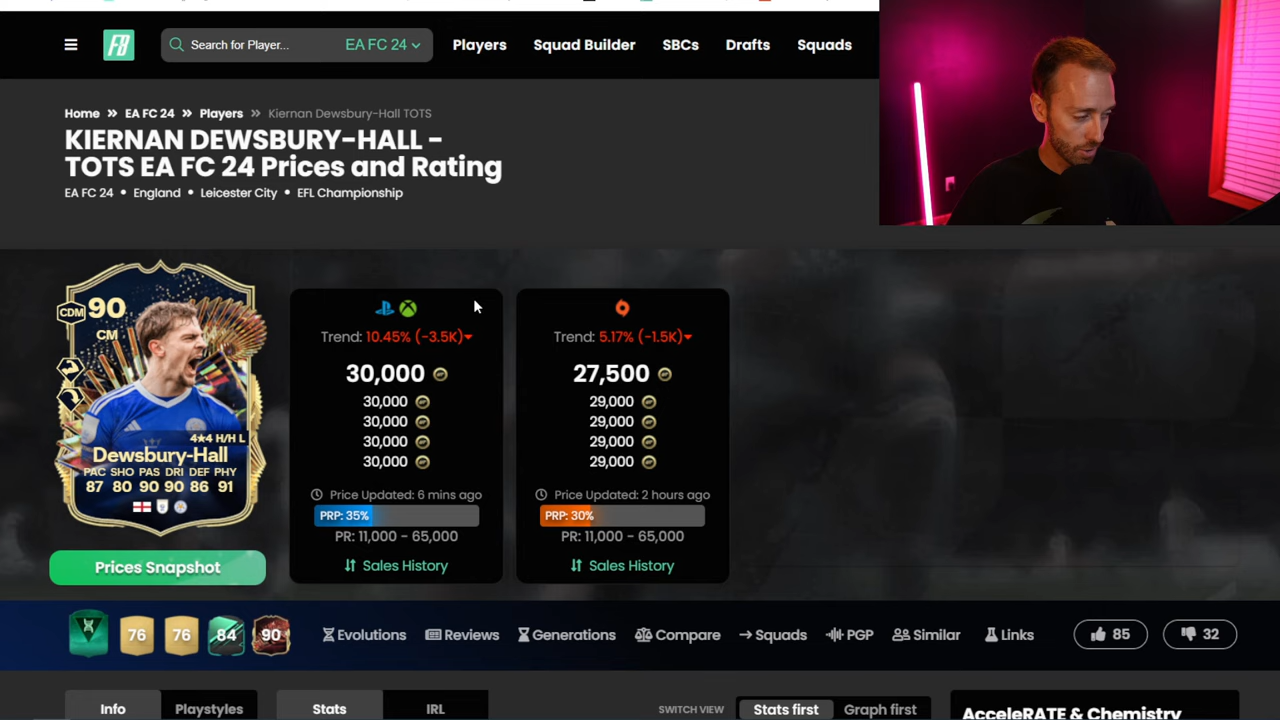 FB
Search for Player...
EA FC 24
Players
Squad Builder
SBCs
Drafts
Squads
Home » EA FC 24 » Players » Kiernan Dewsbury-Hall TOTS
KIERNAN DEWSBURY-HALL -
TOTS EA FC 24 Prices and Rating
EA FC 24 • England • Leicester City • EFL Championship
CDM 90
CM
4★4 H/H L
Dewsbury-Hall
PAC SHO PAS DRI DEF PHY
87 80 90 90 86 91
Prices Snapshot
Trend: 10.45% (-3.5K)
30,000
30,000
30,000
30,000
30,000
Price Updated: 6 mins ago
PRP: 35%
PR: 11,000 - 65,000
Sales History
Trend: 5.17% (-1.5K)
27,500
29,000
29,000
29,000
29,000
Price Updated: 2 hours ago
PRP: 30%
PR: 11,000 - 65,000
Sales History
76
76
84
90
Evolutions
Reviews
Generations
Compare
Squads
PGP
Similar
Links
85
32
Info
Playstyles
Stats
IRL
SWITCH VIEW
Stats first
Graph first
AcceleRATE & Chemistry